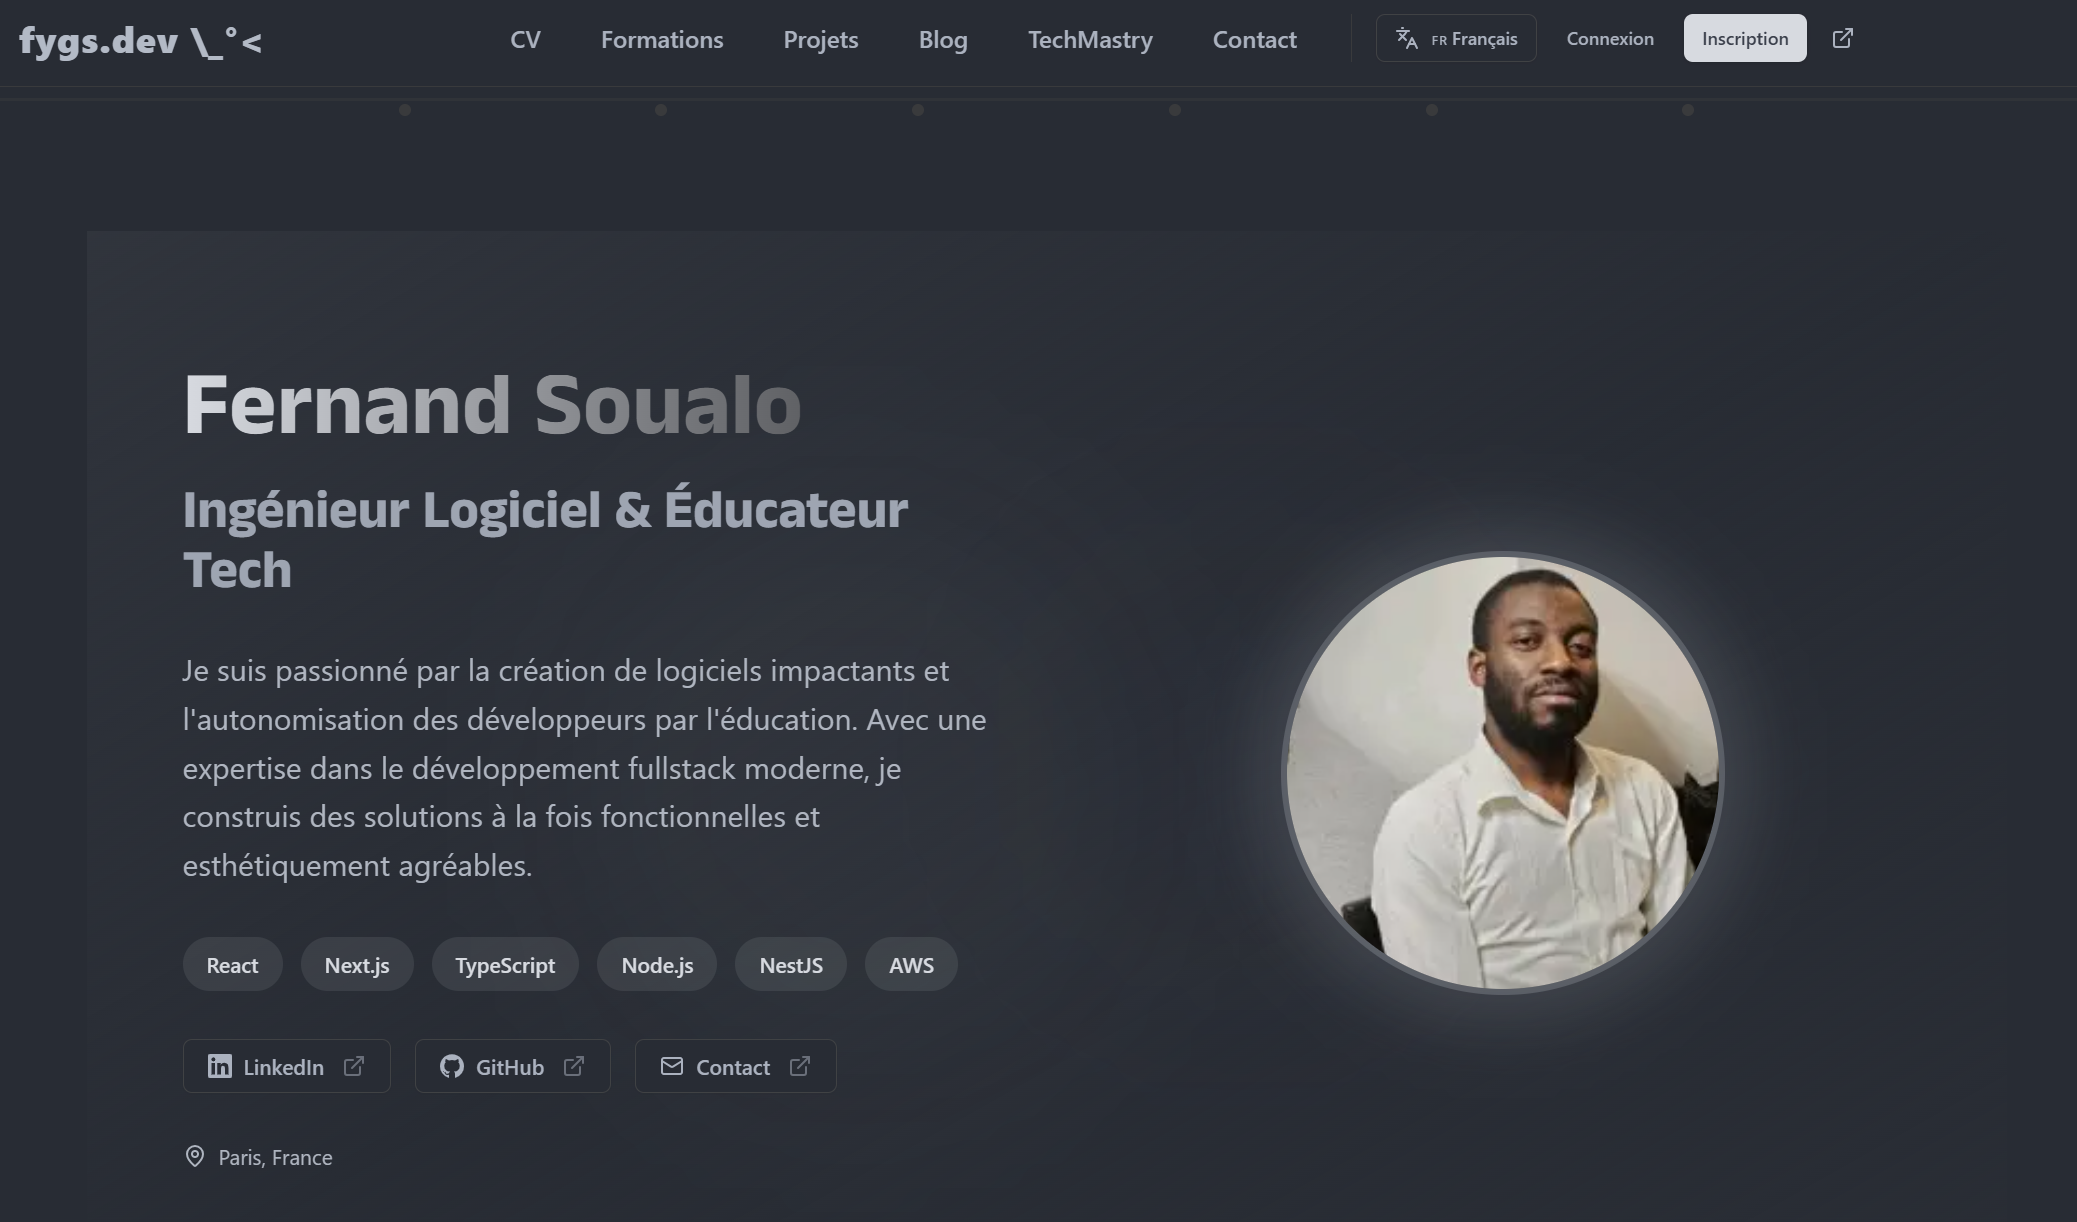 fygs.dev \_°<
CV
Formations
Projets
Blog
TechMastry
Contact
FR Français
Connexion
Inscription
Fernand Soualo
Ingénieur Logiciel & Éducateur
Tech
Je suis passionné par la création de logiciels impactants et
l'autonomisation des développeurs par l'éducation. Avec une
expertise dans le développement fullstack moderne, je
construis des solutions à la fois fonctionnelles et
esthétiquement agréables.
React
Next.js
TypeScript
Node.js
NestJS
AWS
LinkedIn
GitHub
Contact
Paris, France